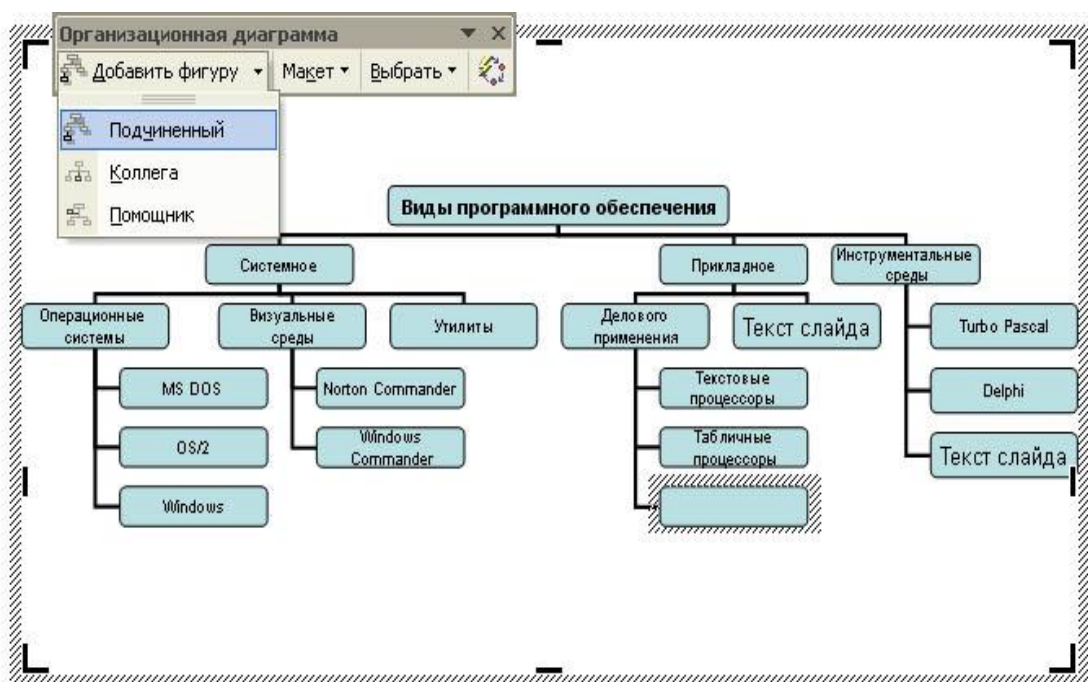 Организационная диаграмма
Добавить фигуру
Макет
Выбрать
Подчиненный
Коллега
Помощник
Виды программного обеспечения
Системное
Прикладное
Инструментальные
среды
Операционные
системы
Визуальные
среды
Утилиты
Делового
применения
Текст слайда
Turbo Pascal
MS DOS
Norton Commander
Текстовые
процессоры
Delphi
OS/2
Windows
Commander
Табличные
процессоры
Текст слайда
Windows